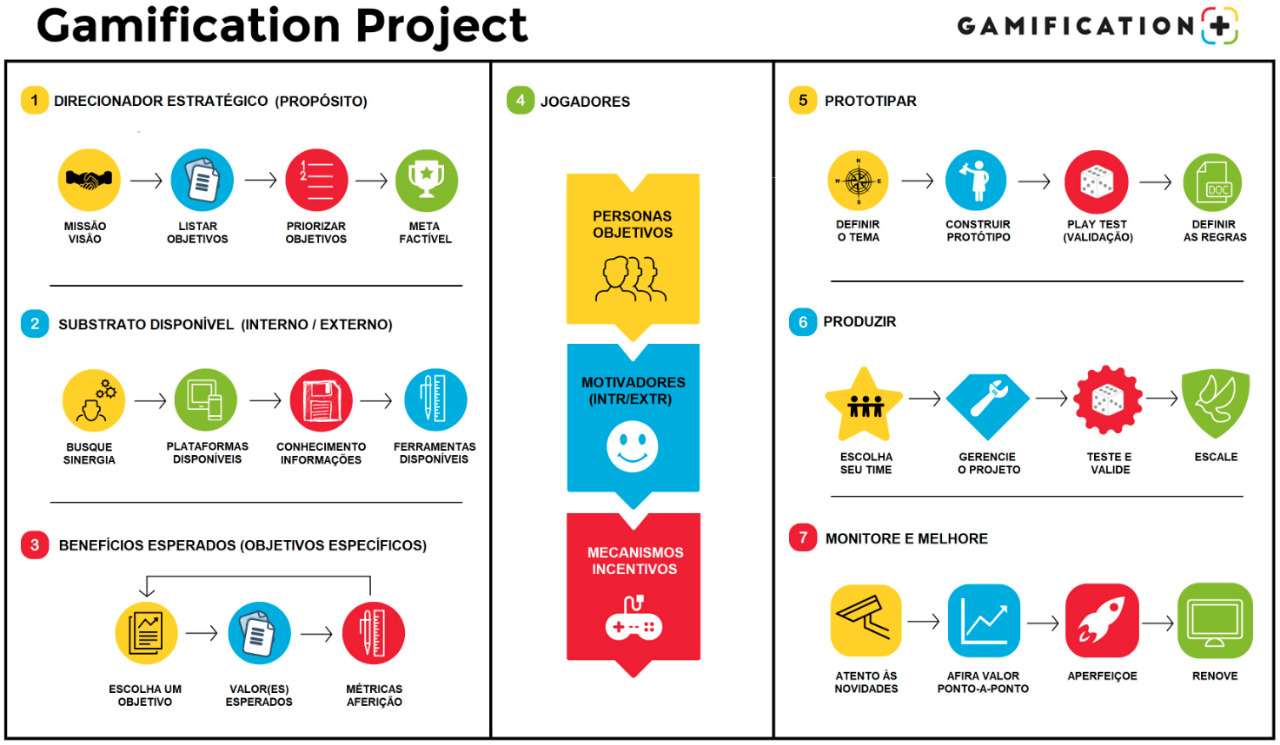 Gamification Project
GAMIFICATION +
1 DIRECIONADOR ESTRATÉGICO (PROPÓSITO)
MISSÃO
VISÃO
LISTAR
OBJETIVOS
1
2
PRIORIZAR
OBJETIVOS
META
FACTÍVEL
2 SUBSTRATO DISPONÍVEL (INTERNO / EXTERNO)
BUSQUE
SINERGIA
PLATAFORMAS
DISPONÍVEIS
CONHECIMENTO
INFORMAÇÕES
FERRAMENTAS
DISPONÍVEIS
3 BENEFÍCIOS ESPERADOS (OBJETIVOS ESPECÍFICOS)
ESCOLHA UM
OBJETIVO
VALOR(ES)
ESPERADOS
MÉTRICAS
AFERIÇÃO
4 JOGADORES
PERSONAS
OBJETIVOS
MOTIVADORES
(INTR/EXTR)
MECANISMOS
INCENTIVOS
5 PROTOTIPAR
N
W E
S
DEFINIR
O TEMA
CONSTRUIR
PROTÓTIPO
PLAY TEST
(VALIDAÇÃO)
DOC
DEFINIR
AS REGRAS
6 PRODUZIR
ESCOLHA
SEU TIME
GERENCIE
O PROJETO
TESTE E
VALIDE
ESCALE
7 MONITORE E MELHORE
ATENTO ÀS
NOVIDADES
AFIRA VALOR
PONTO-A-PONTO
APERFEIÇOE
RENOVE